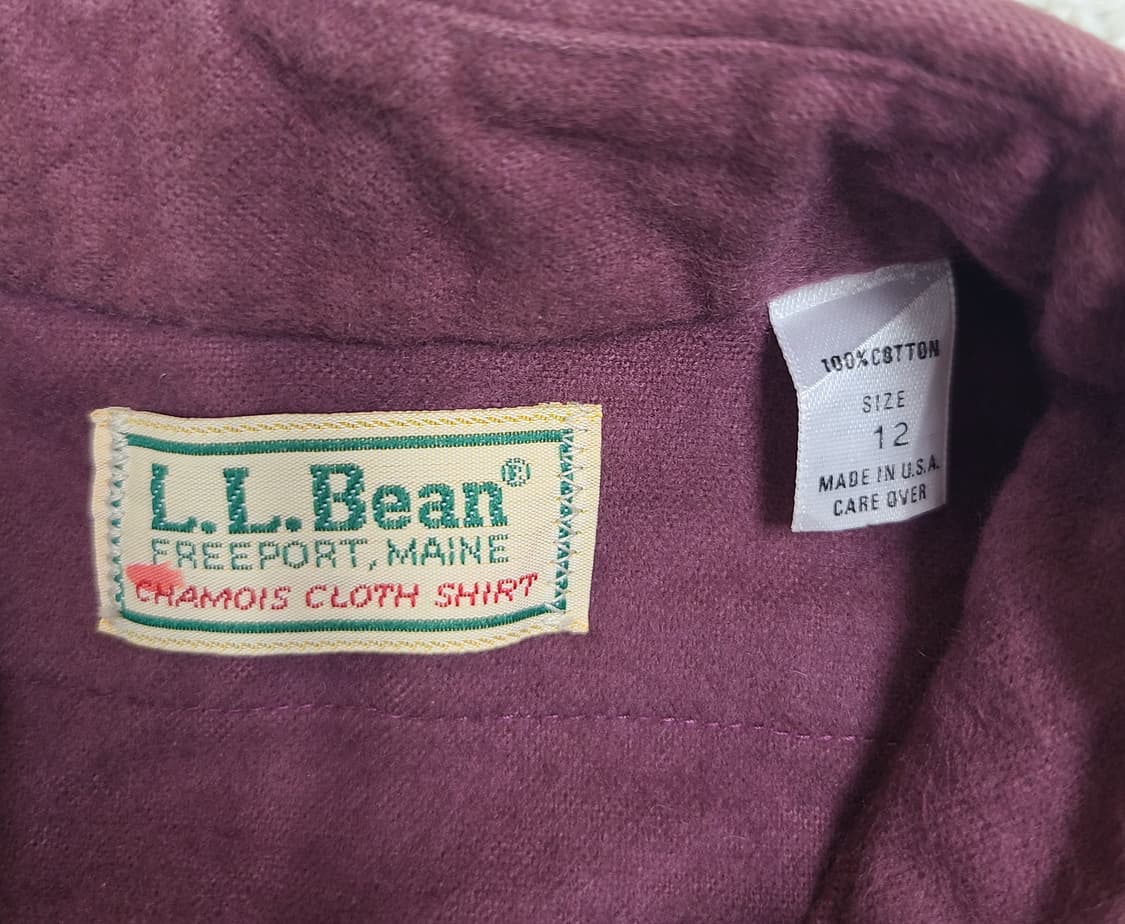 L.L.Bean®
FREEPORT, MAINE
CHAMOIS CLOTH SHIRT
100% COTTON
SIZE
12
MADE IN U.S.A.
CARE OVER